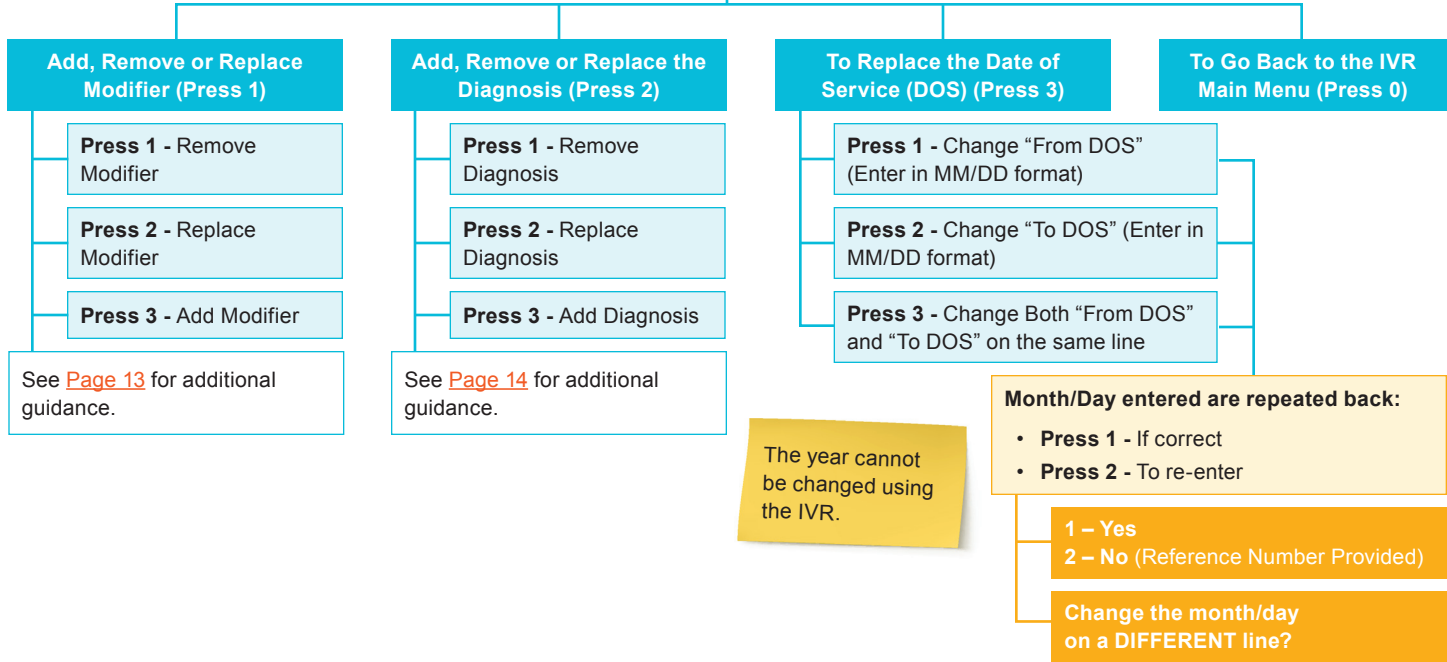 Add, Remove or Replace
Modifier (Press 1)
Press 1 - Remove
Modifier
Press 2 - Replace
Modifier
Press 3 - Add Modifier
See Page 13 for additional
guidance.
Add, Remove or Replace the
Diagnosis (Press 2)
Press 1 - Remove
Diagnosis
Press 2 - Replace
Diagnosis
Press 3 - Add Diagnosis
See Page 14 for additional
guidance.
To Replace the Date of
Service (DOS) (Press 3)
Press 1 - Change “From DOS”
(Enter in MM/DD format)
Press 2 - Change “To DOS” (Enter in
MM/DD format)
Press 3 - Change Both “From DOS”
and “To DOS” on the same line
The year cannot
be changed using
the IVR.
To Go Back to the IVR
Main Menu (Press 0)
Month/Day entered are repeated back:
• Press 1 - If correct
• Press 2 - To re-enter
1 – Yes
2 – No (Reference Number Provided)
Change the month/day
on a DIFFERENT line?